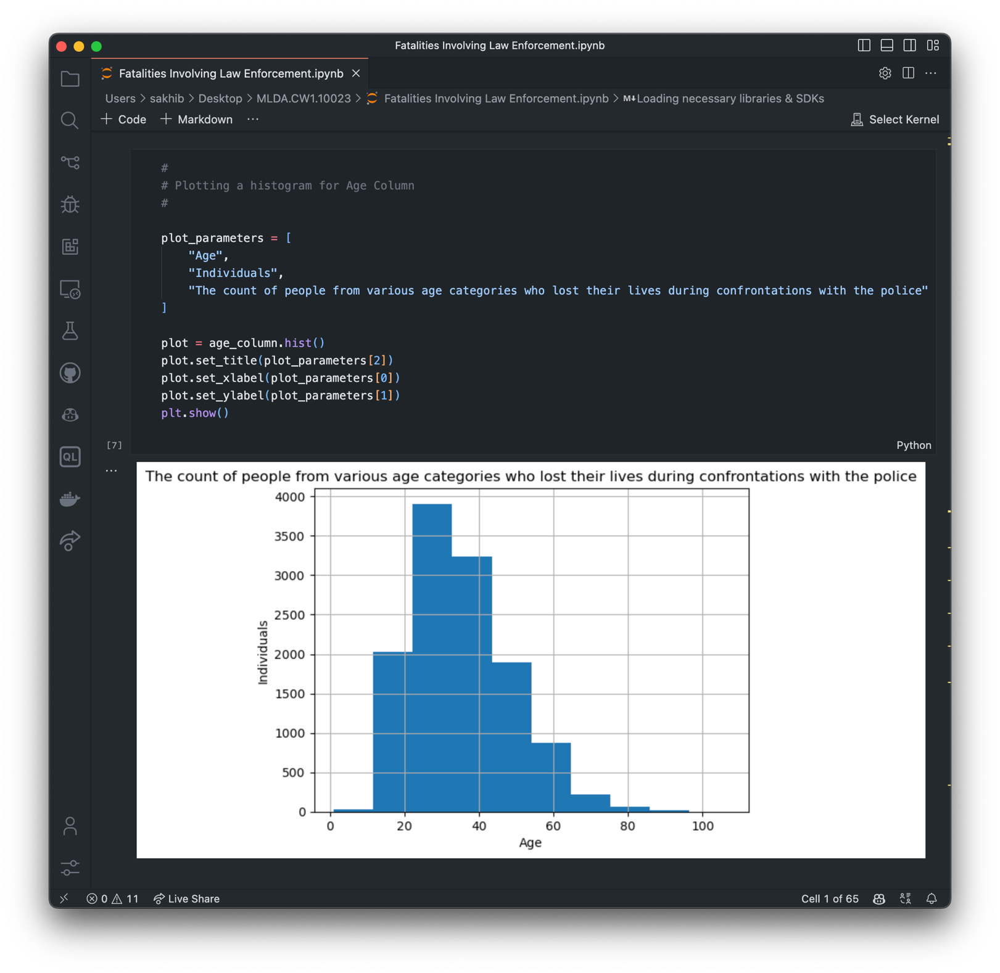 Fatalities Involving Law Enforcement.ipynb
Fatalities Involving Law Enforcement.ipynb
Users > sakhib > Desktop > MLDA.CW1.10023 > Fatalities Involving Law Enforcement.ipynb > M↓Loading necessary libraries & SDKs
+ Code + Markdown ... Select Kernel
#
# Plotting a histogram for Age Column
#
plot_parameters = [
"Age",
"Individuals",
"The count of people from various age categories who lost their lives during confrontations with the police"
]
plot = age_column.hist()
plot.set_title(plot_parameters[2])
plot.set_xlabel(plot_parameters[0])
plot.set_ylabel(plot_parameters[1])
plt.show()
[7] Python
...
The count of people from various age categories who lost their lives during confrontations with the police
4000
3500
3000
2500
2000
1500
1000
500
0
Individuals
0 20 40 60 80 100
Age
QL
0 11 Live Share Cell 1 of 65